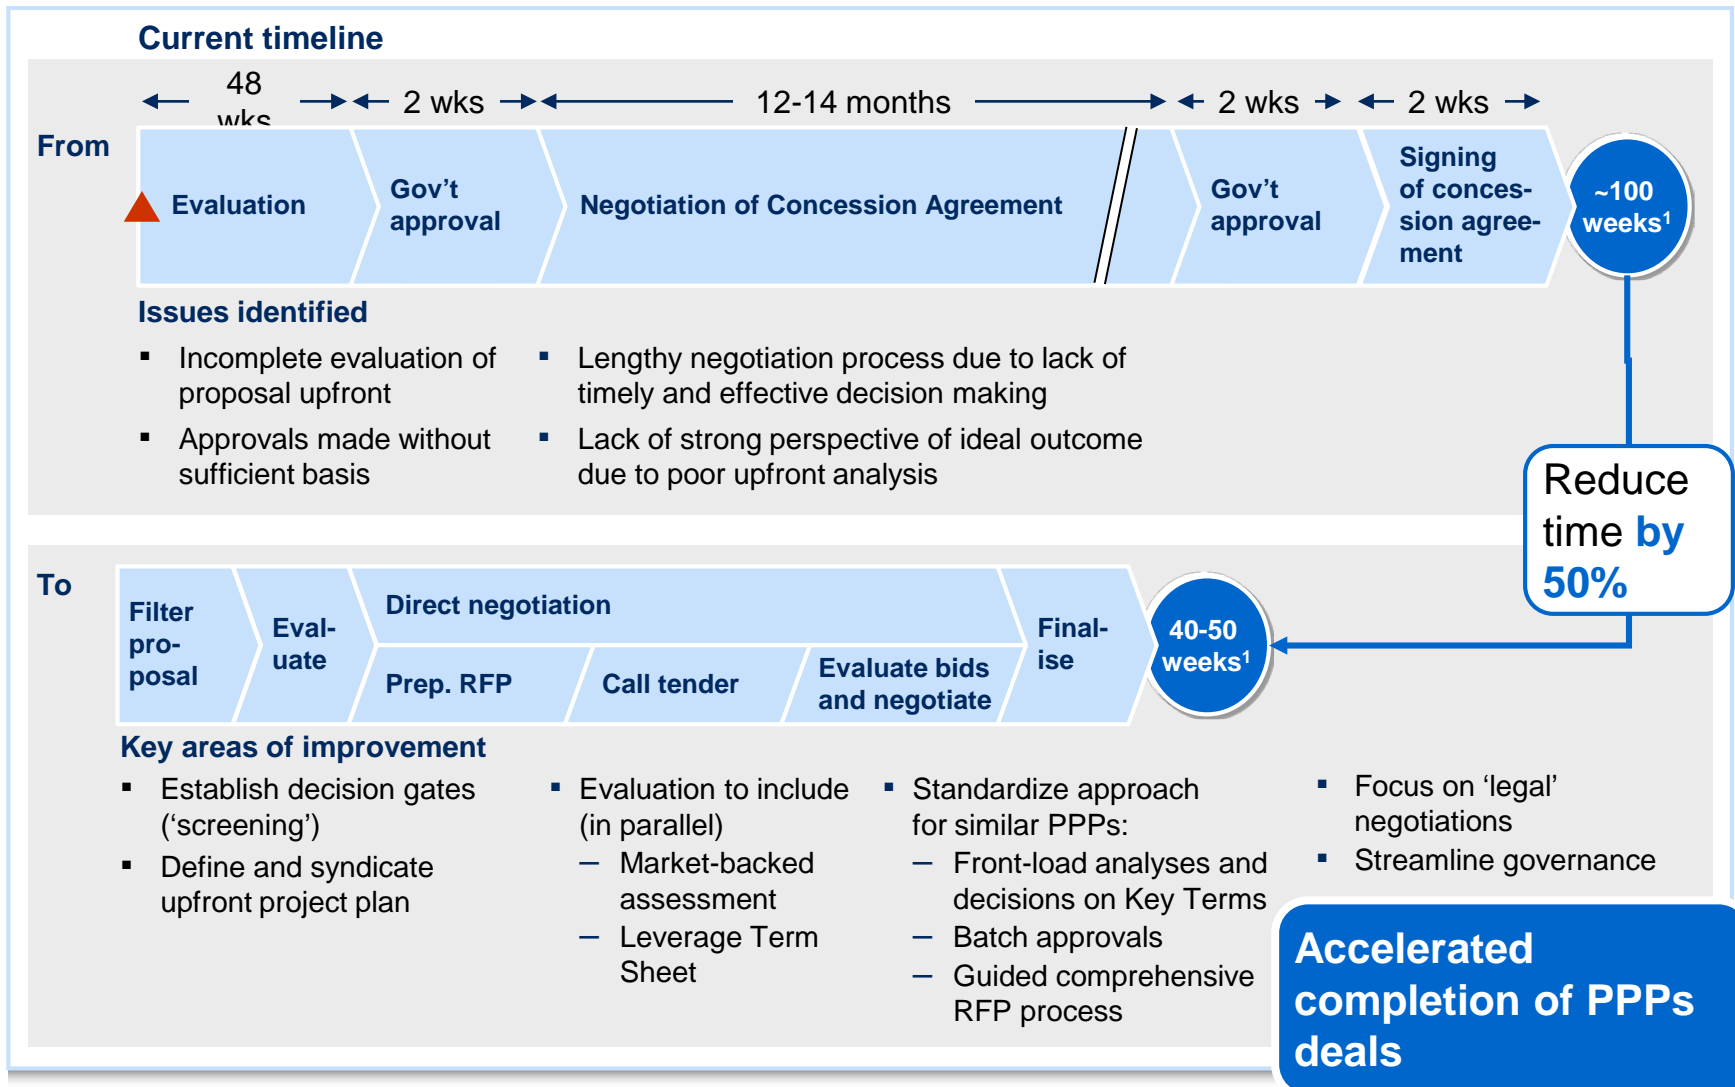 Current timeline
48
wks
2 wks
12-14 months
2 wks
2 wks
From
Evaluation
Gov’t
approval
Negotiation of Concession Agreement
Gov’t
approval
Signing
of conces-
sion agree-
ment
~100
weeks1
Issues identified
▪ Incomplete evaluation of
proposal upfront
▪ Approvals made without
sufficient basis
▪ Lengthy negotiation process due to lack of
timely and effective decision making
▪ Lack of strong perspective of ideal outcome
due to poor upfront analysis
Reduce
time by
50%
To
Filter
pro-
posal
Eval-
uate
Direct negotiation
Prep. RFP
Call tender
Evaluate bids
and negotiate
Final-
ise
40-50
weeks1
Key areas of improvement
▪ Establish decision gates
(‘screening’)
▪ Define and syndicate
upfront project plan
▪ Evaluation to include
(in parallel)
– Market-backed
assessment
– Leverage Term
Sheet
▪ Standardize approach
for similar PPPs:
– Front-load analyses and
decisions on Key Terms
– Batch approvals
– Guided comprehensive
RFP process
▪ Focus on ‘legal’
negotiations
▪ Streamline governance
Accelerated
completion of PPPs
deals